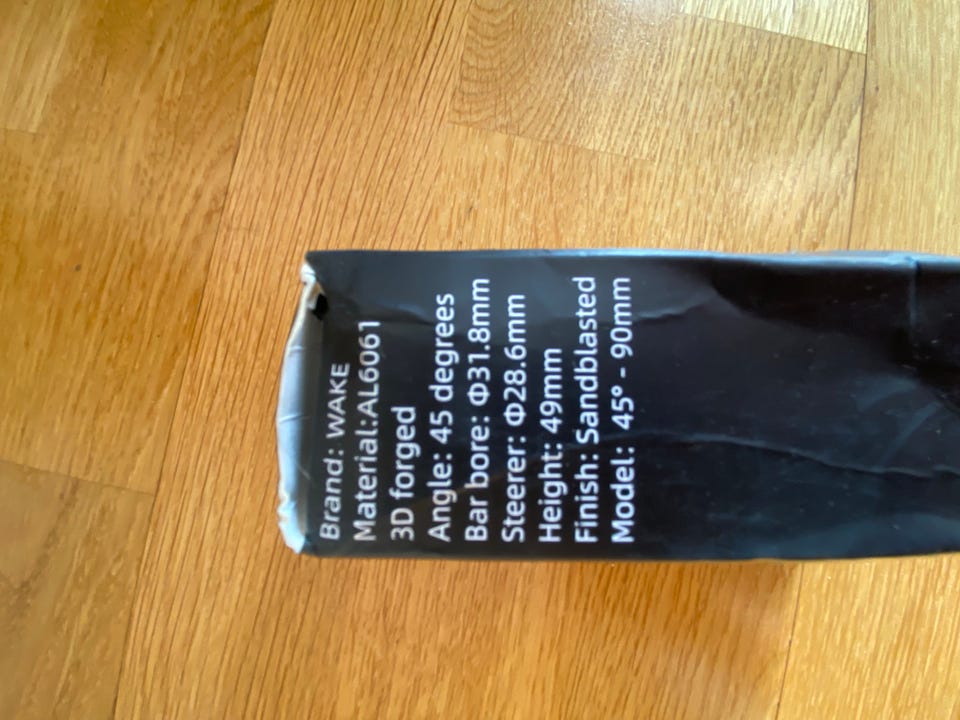 Brand: WAKE
Material:AL6061
3D forged
Angle: 45 degrees
Bar bore: Φ31.8mm
Steerer: Φ28.6mm
Height: 49mm
Finish: Sandblasted
Model: 45° - 90mm